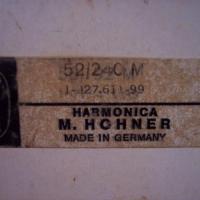 52/240 M
1-127.611-99
HARMONICA
M. HOHNER
MADE IN GERMANY